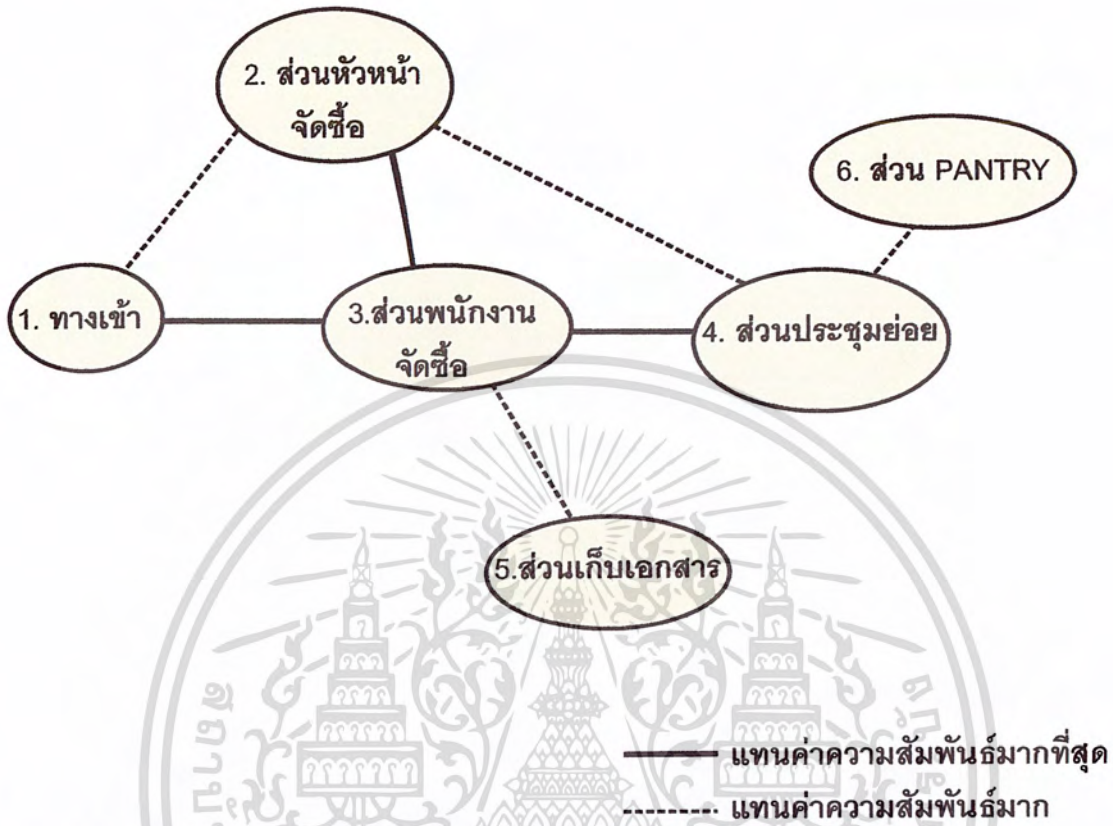 2. ส่วนหัวหน้า
จัดซื้อ
6. ส่วน PANTRY
1. ทางเข้า
3.ส่วนพนักงาน
จัดซื้อ
4. ส่วนประชุมย่อย
5.ส่วนเก็บเอกสาร
แทนค่าความสัมพันธ์มากที่สุด
แทนค่าความสัมพันธ์มาก